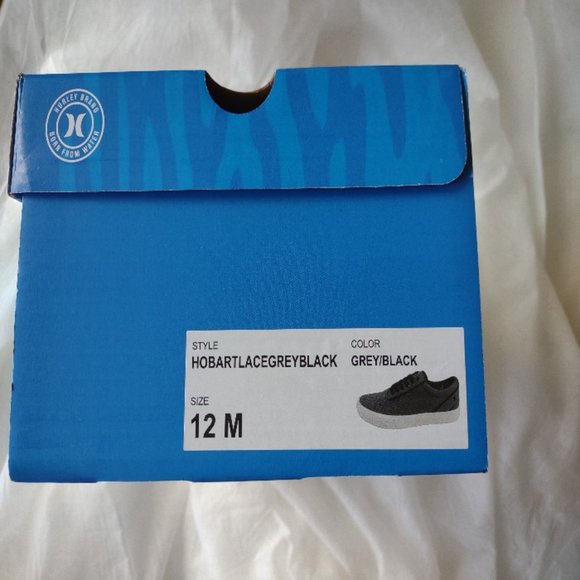 HURLEY BRAND
BORN FROM WATER
STYLE
HOBARTLACEGREYBLACK
COLOR
GREY/BLACK
SIZE
12 M